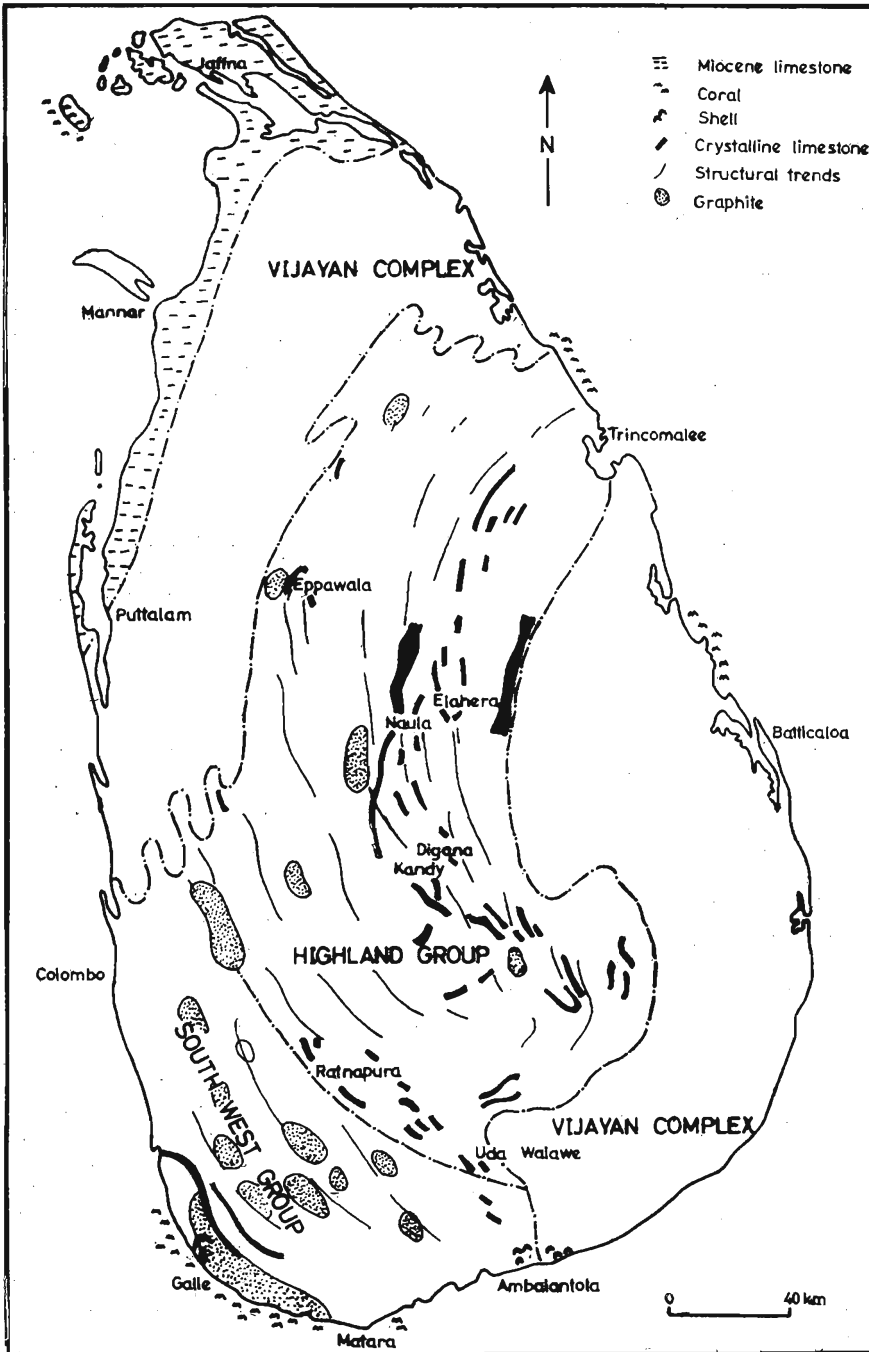 Jaffna
Miocene limestone
Coral
Shell
Crystalline limestone
Structural trends
Graphite
N
VIJAYAN COMPLEX
Mannar
Trincomalee
Eppawala
Puttalam
Elahera
Naula
Batticaloa
Digana
Kandy
HIGHLAND GROUP
Colombo
SOUTH WEST GROUP
Ratnapura
VIJAYAN COMPLEX
Uda Walawe
Galle
Ambalantota
0 40 km
Matara